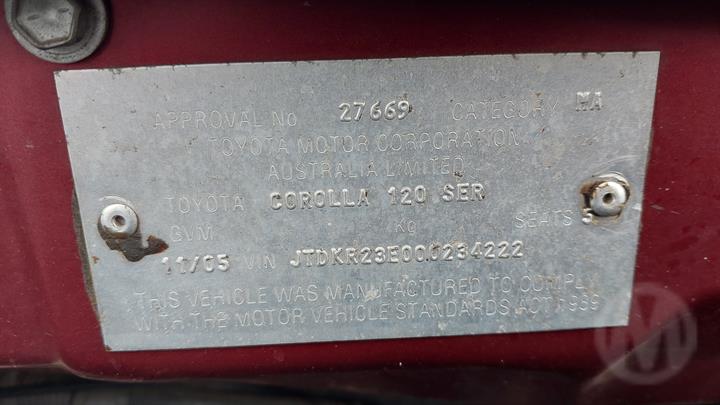 APPROVAL No 27669 CATEGORY MA
TOYOTA MOTOR CORPORATION
AUSTRALIA LIMITED
TOYOTA COROLLA 120 SER
GVM Kg SEATS 5
11/05 VIN JTDKR23E000234222
THIS VEHICLE WAS MANUFACTURED TO COMPLY
WITH THE MOTOR VEHICLE STANDARDS ACT 1989
M